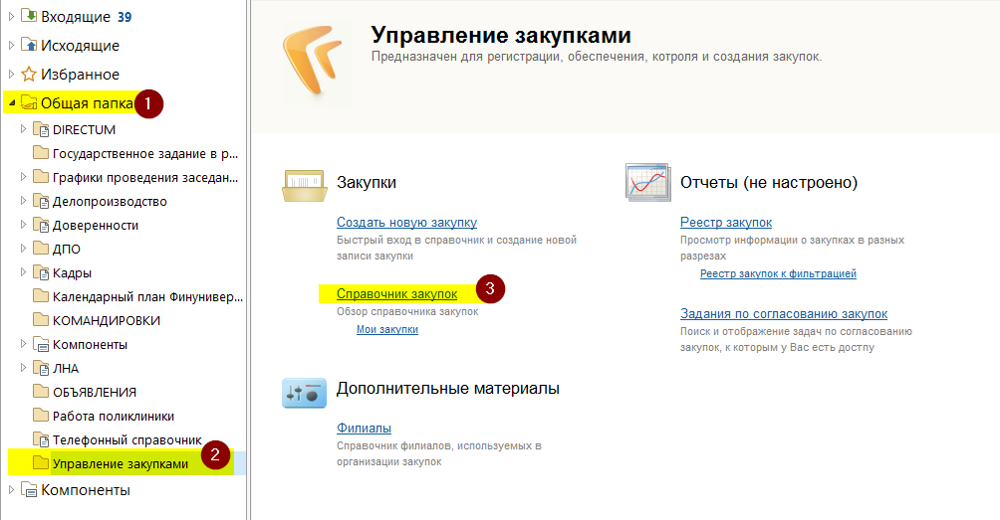 Входящие 39
Исходящие
Избранное
Общая папка 1
DIRECTUM
Государственное задание в р...
Графики проведения заседан...
Делопроизводство
Доверенности
ДПО
Кадры
Календарный план Финунивер...
КОМАНДИРОВКИ
Компоненты
ЛНА
ОБЪЯВЛЕНИЯ
Работа поликлиники
Телефонный справочник
Управление закупками 2
Компоненты
Управление закупками
Предназначен для регистрации, обеспечения, котроля и создания закупок.
Закупки
Создать новую закупку
Быстрый вход в справочник и создание новой
записи закупки
Справочник закупок 3
Обзор справочника закупок
Мои закупки
Дополнительные материалы
Филиалы
Справочник филиалов, используемых в
организации закупок
Отчеты (не настроено)
Реестр закупок
Просмотр информации о закупках в разных
разрезах
Реестр закупок к фильтрацией
Задания по согласованию закупок
Поиск и отображение задач по согласованию
закупок, к которым у Вас есть достпу